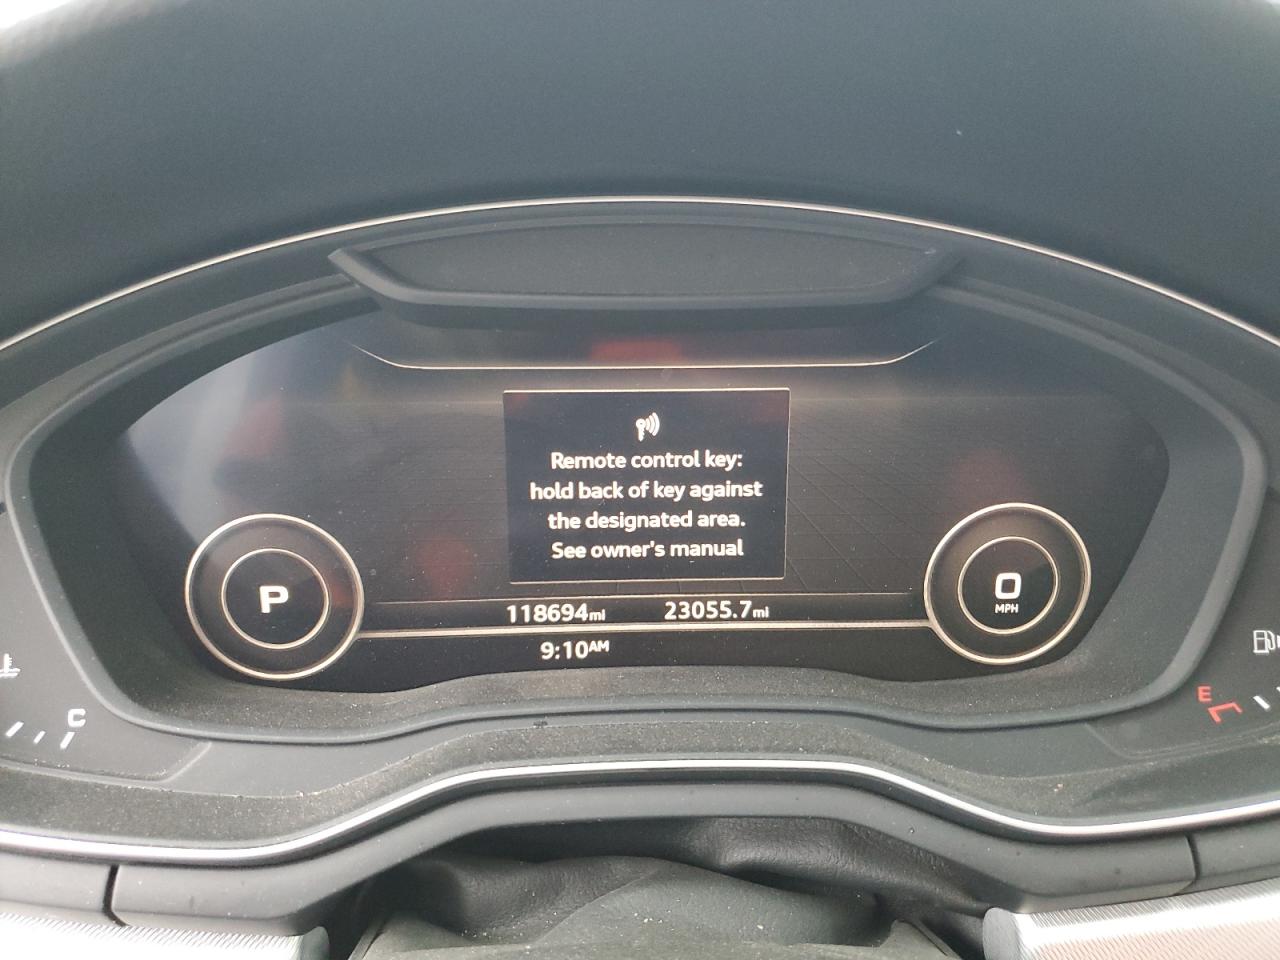 Remote control key:
hold back of key against
the designated area.
See owner's manual
P
0
MPH
118694mi 23055.7mi
9:10AM
C
E